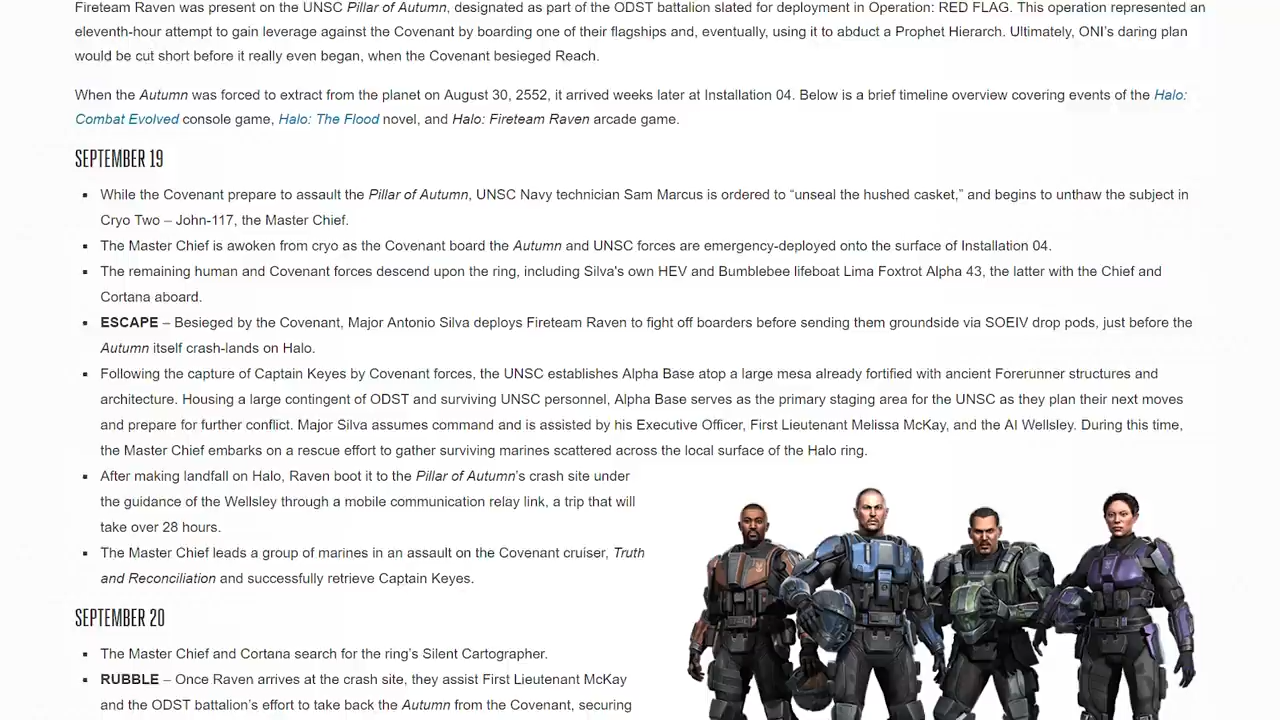 Fireteam Raven was present on the UNSC Pillar of Autumn, designated as part of the ODST battalion slated for deployment in Operation: RED FLAG. This operation represented an
eleventh-hour attempt to gain leverage against the Covenant by boarding one of their flagships and, eventually, using it to abduct a Prophet Hierarch. Ultimately, ONI's daring plan
would be cut short before it really even began, when the Covenant besieged Reach.
When the Autumn was forced to extract from the planet on August 30, 2552, it arrived weeks later at Installation 04. Below is a brief timeline overview covering events of the Halo:
Combat Evolved console game, Halo: The Flood novel, and Halo: Fireteam Raven arcade game.
SEPTEMBER 19
▪ While the Covenant prepare to assault the Pillar of Autumn, UNSC Navy technician Sam Marcus is ordered to “unseal the hushed casket,” and begins to unthaw the subject in
Cryo Two – John-117, the Master Chief.
▪ The Master Chief is awoken from cryo as the Covenant board the Autumn and UNSC forces are emergency-deployed onto the surface of Installation 04.
▪ The remaining human and Covenant forces descend upon the ring, including Silva's own HEV and Bumblebee lifeboat Lima Foxtrot Alpha 43, the latter with the Chief and
Cortana aboard.
▪ ESCAPE – Besieged by the Covenant, Major Antonio Silva deploys Fireteam Raven to fight off boarders before sending them groundside via SOEIV drop pods, just before the
Autumn itself crash-lands on Halo.
▪ Following the capture of Captain Keyes by Covenant forces, the UNSC establishes Alpha Base atop a large mesa already fortified with ancient Forerunner structures and
architecture. Housing a large contingent of ODST and surviving UNSC personnel, Alpha Base serves as the primary staging area for the UNSC as they plan their next moves
and prepare for further conflict. Major Silva assumes command and is assisted by his Executive Officer, First Lieutenant Melissa McKay, and the AI Wellsley. During this time,
the Master Chief embarks on a rescue effort to gather surviving marines scattered across the local surface of the Halo ring.
▪ After making landfall on Halo, Raven boot it to the Pillar of Autumn's crash site under
the guidance of the Wellsley through a mobile communication relay link, a trip that will
take over 28 hours.
▪ The Master Chief leads a group of marines in an assault on the Covenant cruiser, Truth
and Reconciliation and successfully retrieve Captain Keyes.
SEPTEMBER 20
▪ The Master Chief and Cortana search for the ring's Silent Cartographer.
▪ RUBBLE – Once Raven arrives at the crash site, they assist First Lieutenant McKay
and the ODST battalion's effort to take back the Autumn from the Covenant, securing